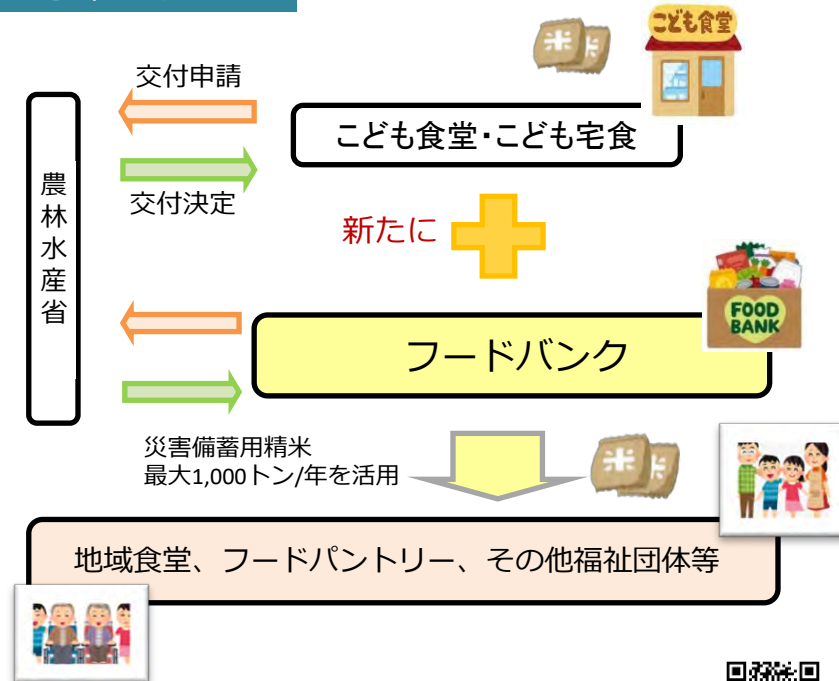 こども食堂
米
米
交付申請
こども食堂・こども宅食
農林水産省
交付決定
新たに
FOOD
BANK
フードバンク
災害備蓄用精米
最大1,000トン/年を活用
米
米
地域食堂、フードパントリー、その他福祉団体等